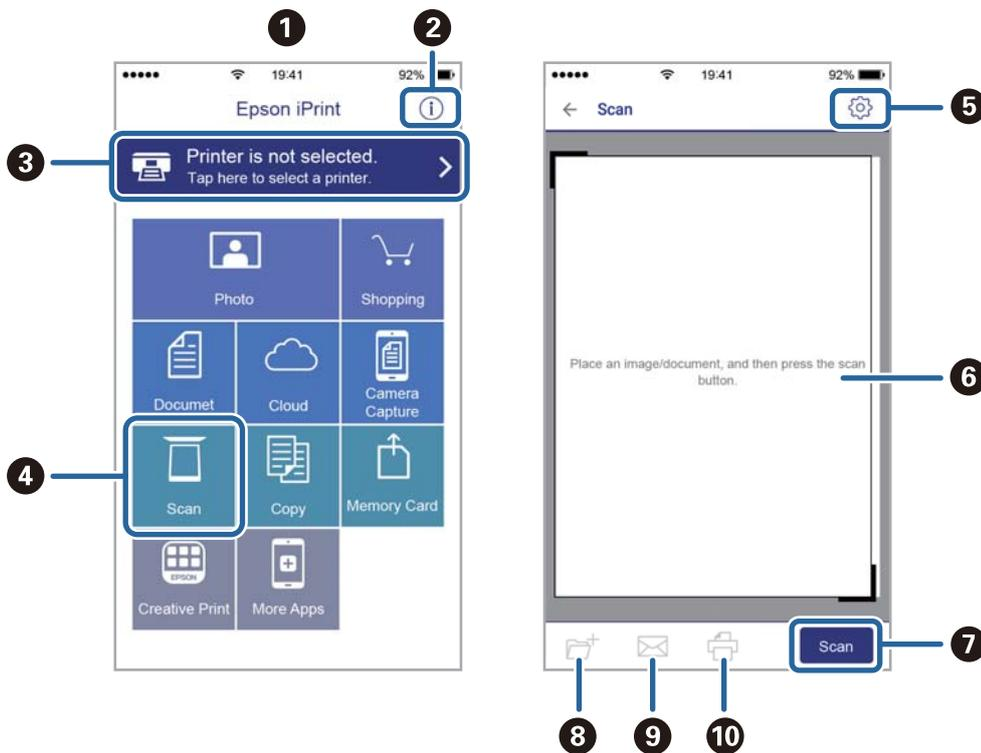 1
2
19:41
92%
Epson iPrint
i
3
Printer is not selected.
Tap here to select a printer.
Photo
Shopping
Documet
Cloud
Camera
Capture
4
Scan
Copy
Memory Card
EPSON
Creative Print
More Apps
19:41
92%
Scan
5
Place an image/document, and then press the scan
button.
6
Scan
7
8
9
10